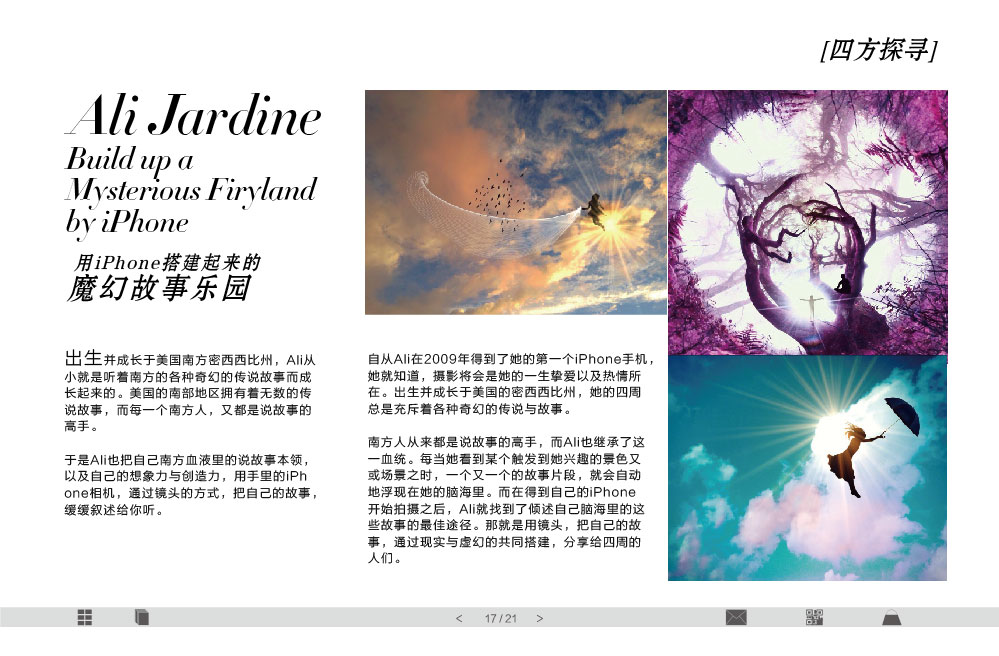 [四方探寻]
Ali Jardine
Build up a
Mysterious Firyland
by iPhone
用iPhone搭建起来的
魔幻故事乐园
出生并成长于美国南方密西西比州，Ali从
小就是听着南方的各种奇幻的传说故事而成
长起来的。美国的南部地区拥有着无数的传
说故事，而每一个南方人，又都是说故事的
高手。
于是Ali也把自己南方血液里的说故事本领，
以及自己的想象力与创造力，用手里的iPh
one相机，通过镜头的方式，把自己的故事，
缓缓叙述给你听。
自从Ali在2009年得到了她的第一个iPhone手机，
她就知道，摄影将会是她的一生挚爱以及热情所
在。出生并成长于美国的密西西比州，她的四周
总是充斥着各种奇幻的传说与故事。
南方人从来都是说故事的高手，而Ali也继承了这
一血统。每当她看到某个触发到她兴趣的景色又
或场景之时，一个又一个的故事片段，就会自动
地浮现在她的脑海里。而在得到自己的iPhone
开始拍摄之后，Ali就找到了倾述自己脑海里的这
些故事的最佳途径。那就是用镜头，把自己的故
事，通过现实与虚幻的共同搭建，分享给四周的
人们。
< 17/21 >